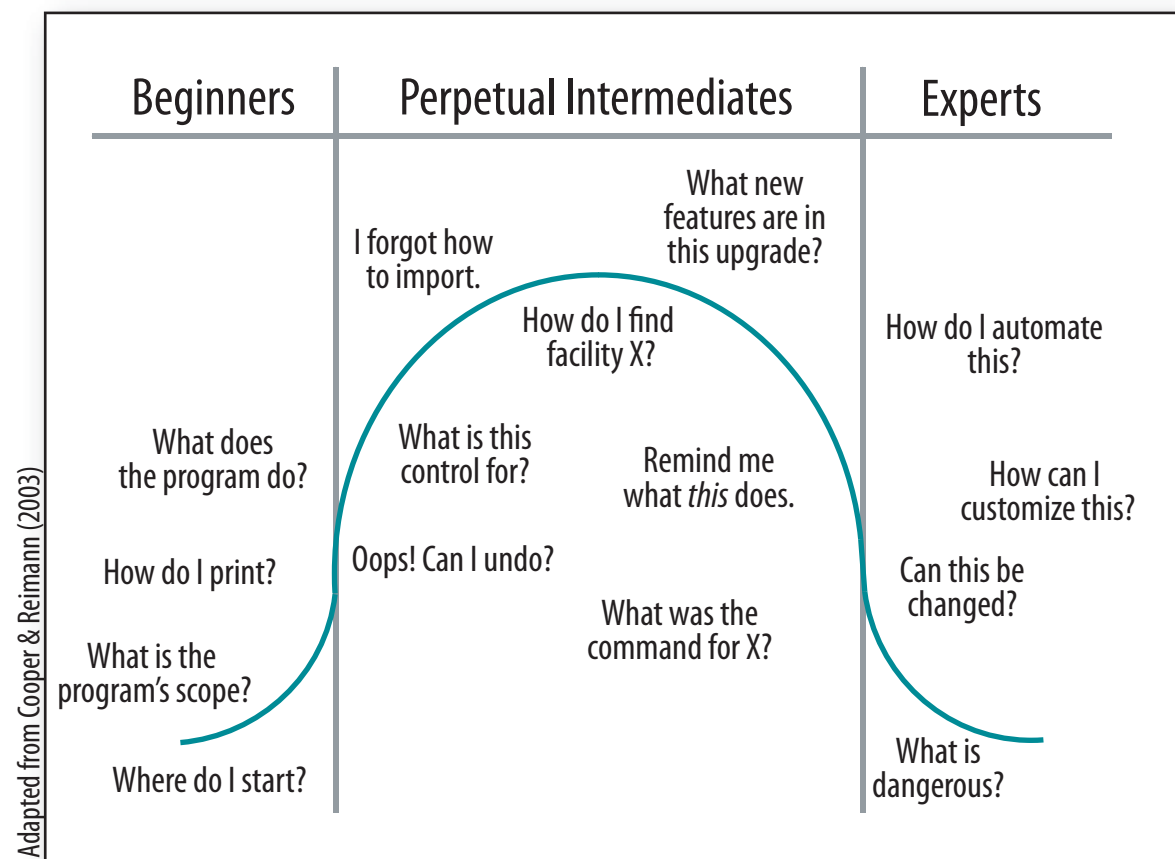 Beginners
Perpetual Intermediates
Experts
What does
the program do?
How do I print?
What is the
program’s scope?
Where do I start?
I forgot how
to import.
What new
features are in
this upgrade?
How do I find
facility X?
What is this
control for?
Remind me
what this does.
Oops! Can I undo?
What was the
command for X?
How do I automate
this?
How can I
customize this?
Can this be
changed?
What is
dangerous?
Adapted from Cooper & Reimann (2003)